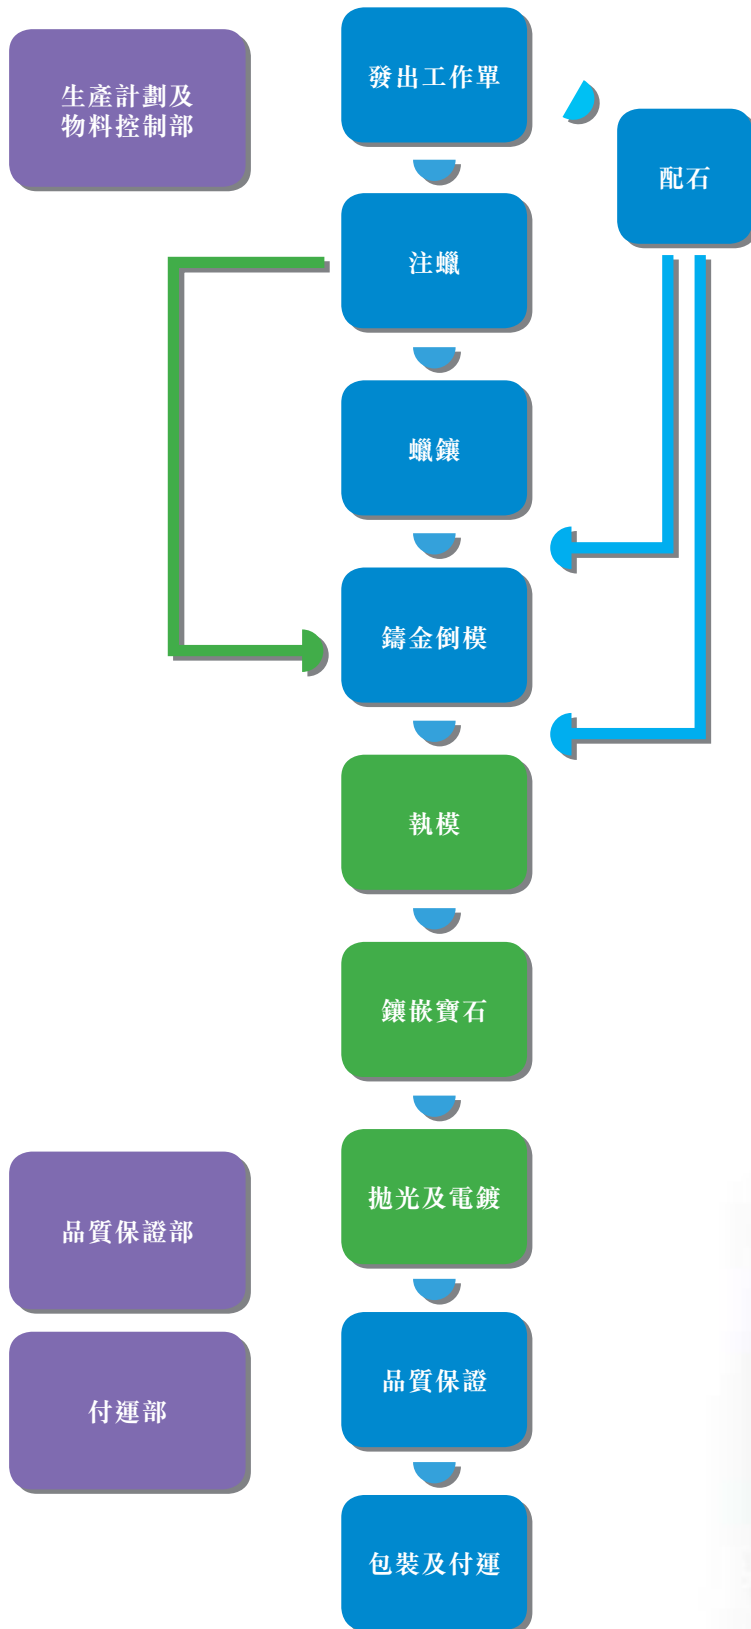 發出工作單
生產計劃及
物料控制部
配石
注蠟
蠟鑲
鑄金倒模
執模
鑲嵌寶石
拋光及電鍍
品質保證部
品質保證
付運部
包裝及付運